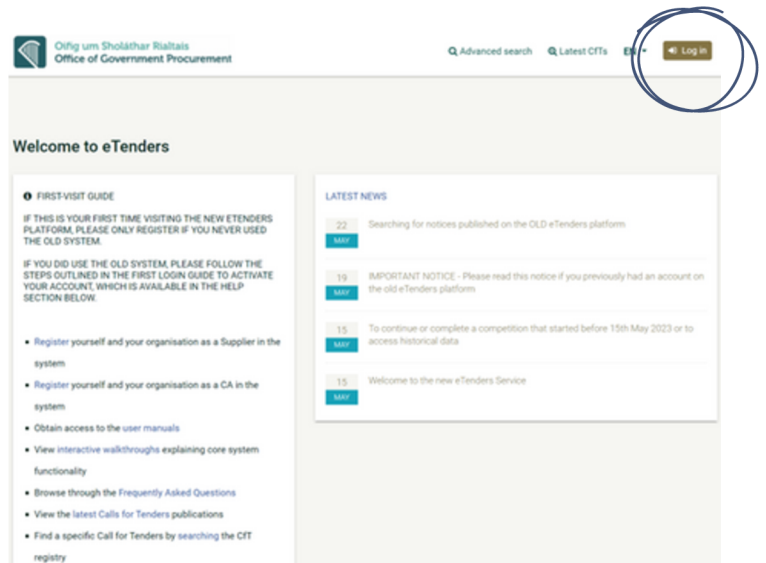 Oifig um Sholáthar Rialtais
Office of Government Procurement
Advanced search
Latest CfTs
EN
Log in
Welcome to eTenders
FIRST-VISIT GUIDE
IF THIS IS YOUR FIRST TIME VISITING THE NEW ETENDERS
PLATFORM, PLEASE ONLY REGISTER IF YOU NEVER USED
THE OLD SYSTEM.
IF YOU DID USE THE OLD SYSTEM, PLEASE FOLLOW THE
STEPS OUTLINED IN THE FIRST LOGIN GUIDE TO ACTIVATE
YOUR ACCOUNT, WHICH IS AVAILABLE IN THE HELP
SECTION BELOW.
Register yourself and your organisation as a Supplier in the
system
Register yourself and your organisation as a CA in the
system
Obtain access to the user manuals
View interactive walkthroughs explaining core system
functionality
Browse through the Frequently Asked Questions
View the latest Calls for Tenders publications
Find a specific Call for Tenders by searching the CfT
registry
LATEST NEWS
22
MAY
Searching for notices published on the OLD eTenders platform
19
MAY
IMPORTANT NOTICE - Please read this notice if you previously had an account on
the old eTenders platform
15
MAY
To continue or complete a competition that started before 15th May 2023 or to
access historical data
15
MAY
Welcome to the new eTenders Service